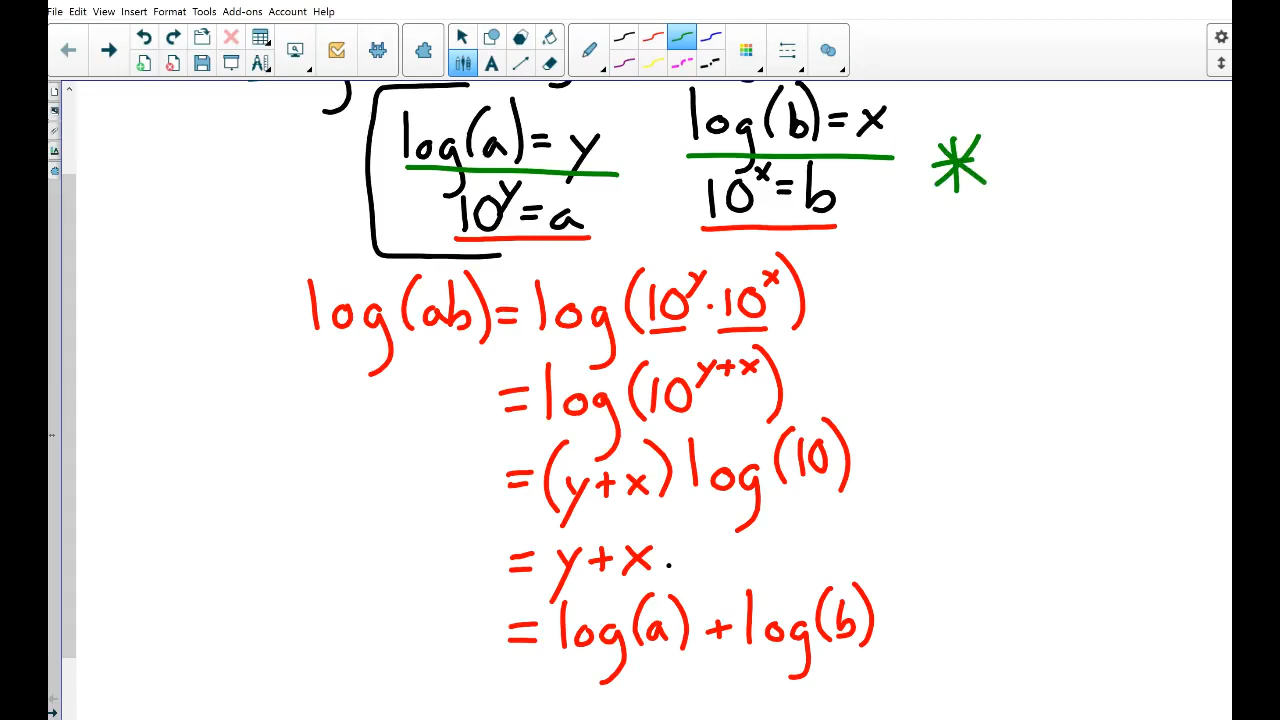 File Edit View Insert Format Tools Add-ons Account Help
log(a) = y log(b) = x
10^y = a 10^x = b
log(ab) = log(10^y · 10^x)
= log(10^(y+x))
= (y+x) log(10)
= y+x
= log(a) + log(b)